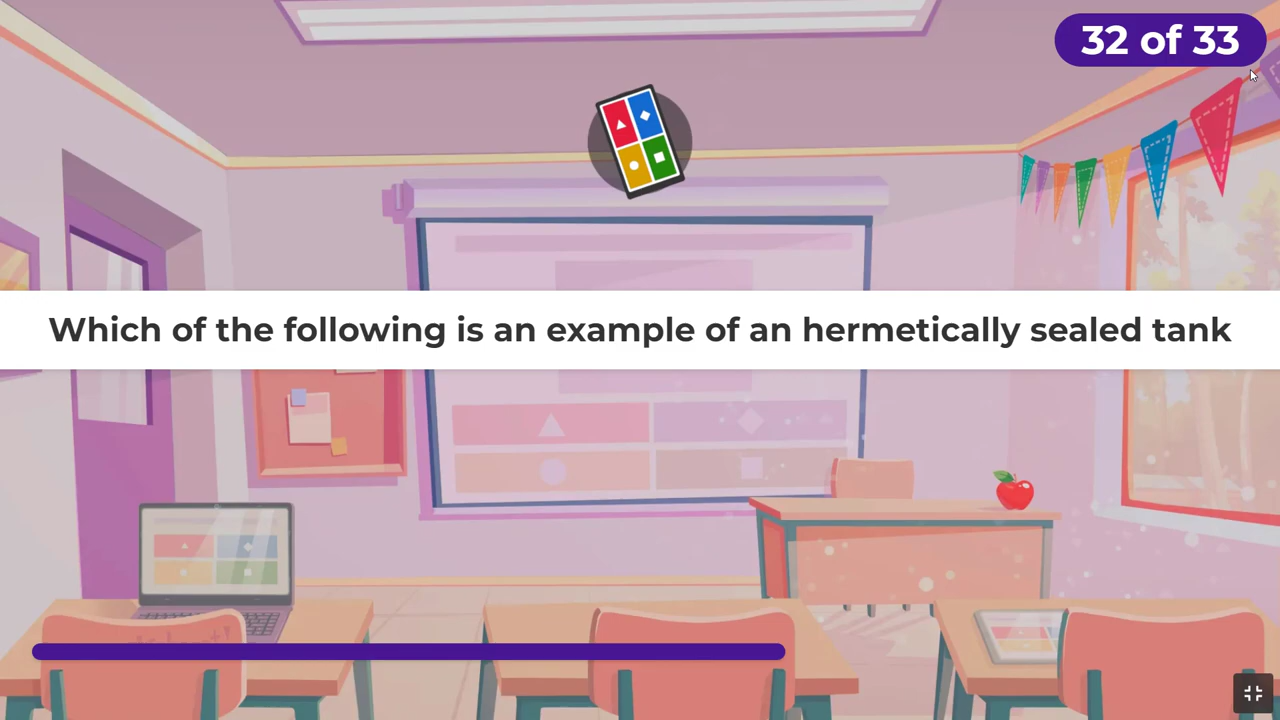 32 of 33
Which of the following is an example of an hermetically sealed tank